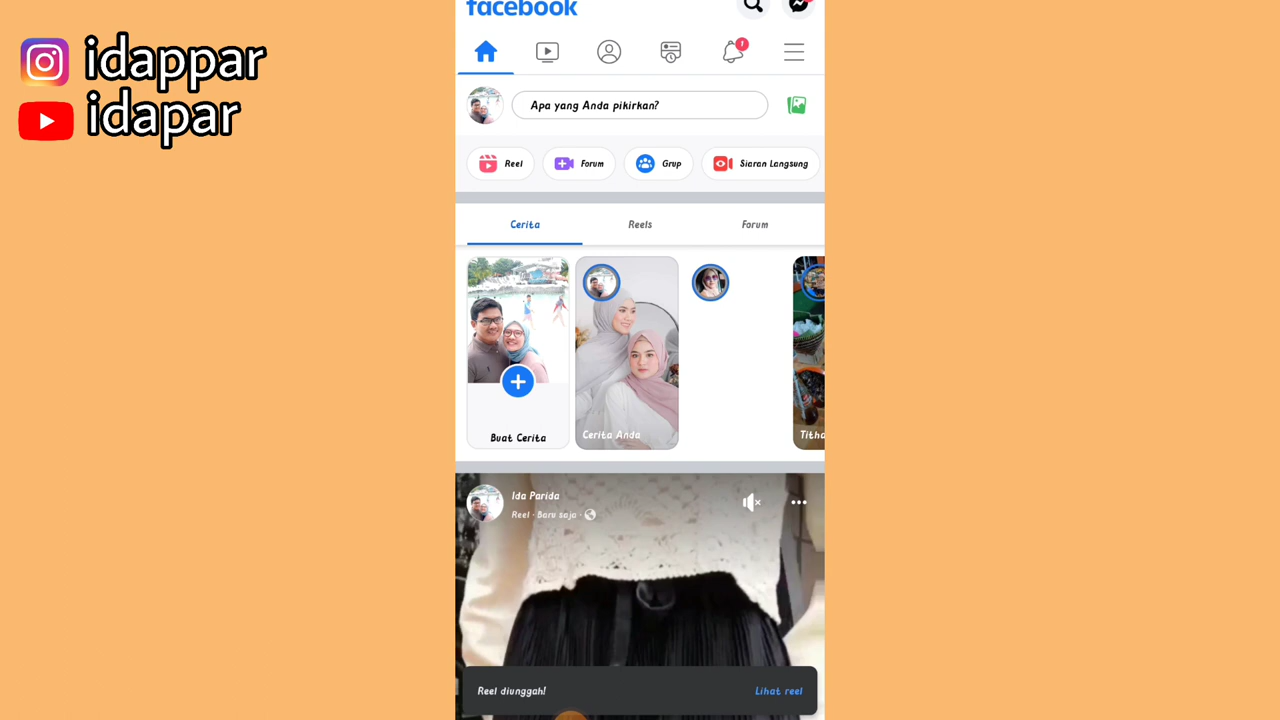 idappar
idapar
facebook
1
Apa yang Anda pikirkan?
Reel
Forum
Grup
Siaran Langsung
Cerita
Reels
Forum
Buat Cerita
Cerita Anda
Ida Parida
Reel · Baru saja ·
Reel diunggah!
Lihat reel